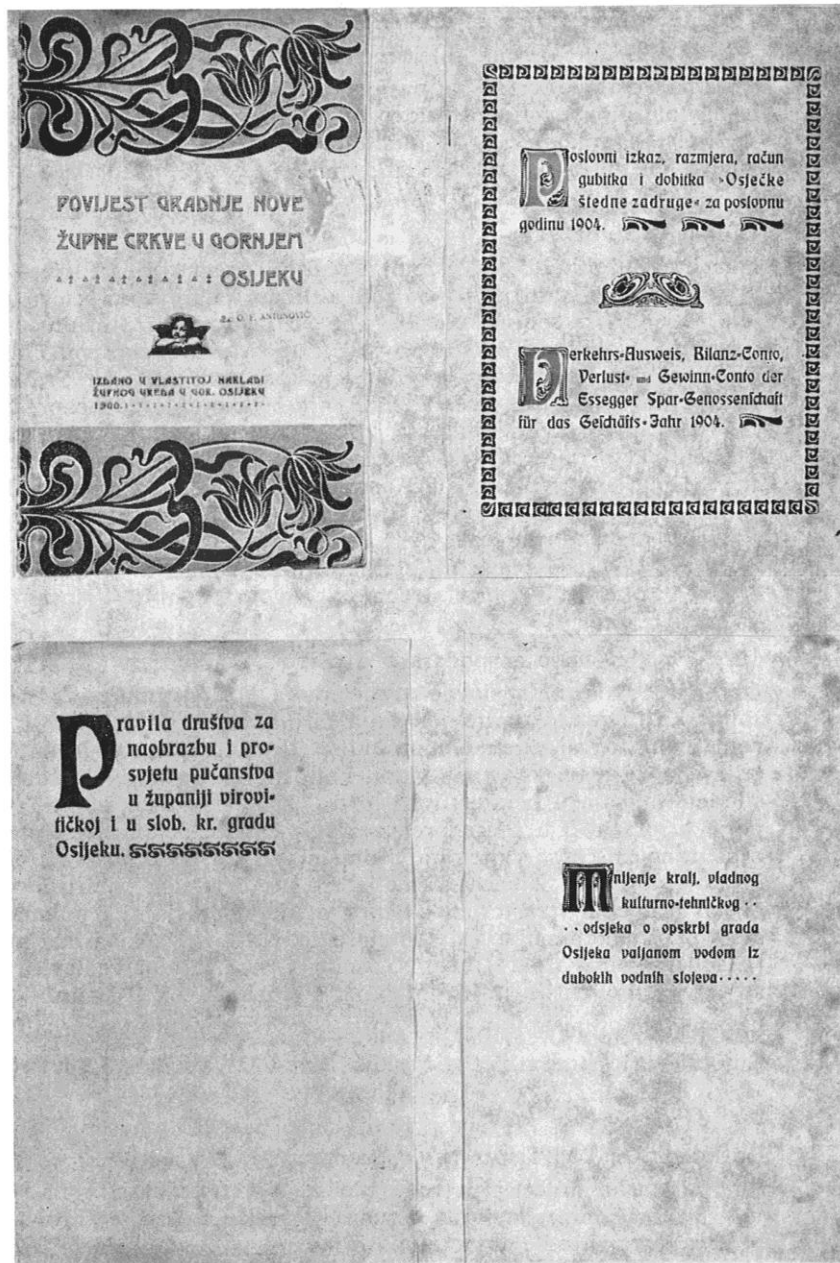 POVIJEST GRADNJE NOVE
ŽUPNE CRKVE U GORNJEM
OSIJEKU
O. F. ANTUNOVIĆ
IZDANO U VLASTITOJ NAKLADI
ŽUPNOG UREDA U GOR. OSIJEKU
1900.
Poslovni izkaz, razmjera, račun
gubitka i dobitka »Osječke
štedne zadruge« za poslovnu
godinu 1904.
Verkehrs-Ausweis, Bilanz-Conto,
Verlust- und Gewinn-Conto der
Essegger Spar-Genossenschaft
für das Geschäfts-Jahr 1904.
Pravila društva za
naobrazbu i pro-
svjetu pučanstva
u županiji virovi-
tičkoj i u slob. kr. gradu
Osijeku.
Mnijenje kralj. vladnog
kulturno-tehničkog ··
·· odsjeka o opskrbi grada
Osijeka valjanom vodom iz
dubokih vodnih slojeva ·····